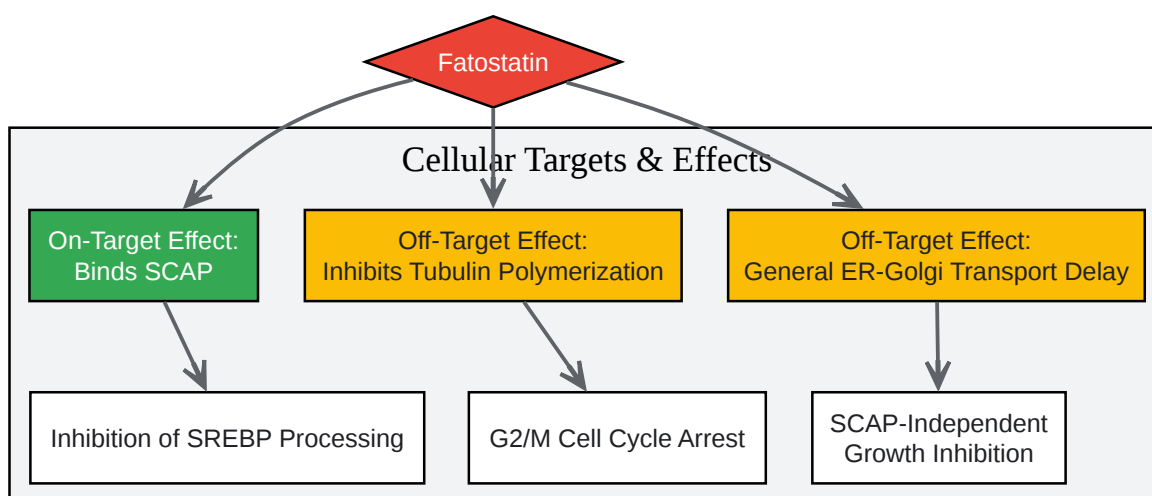 Fatostatin
Cellular Targets & Effects
On-Target Effect:
Binds SCAP
Off-Target Effect:
Inhibits Tubulin Polymerization
Off-Target Effect:
General ER-Golgi Transport Delay
Inhibition of SREBP Processing
G2/M Cell Cycle Arrest
SCAP-Independent
Growth Inhibition